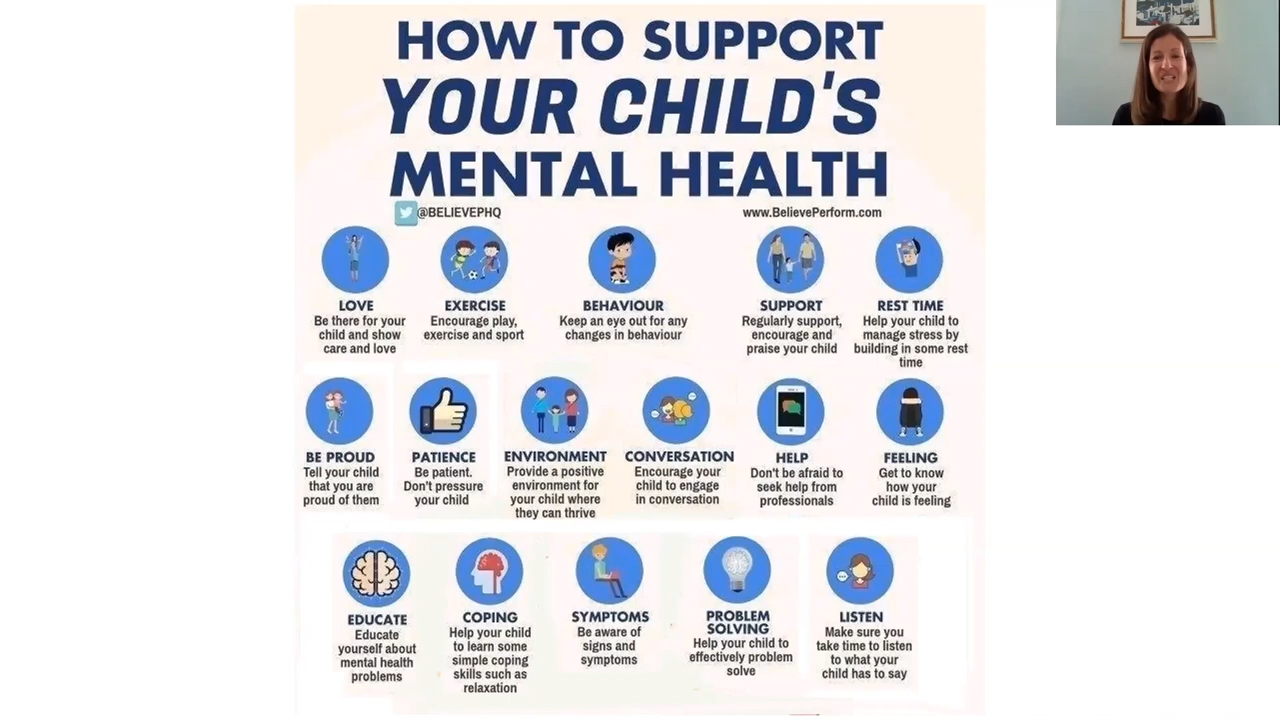 HOW TO SUPPORT
YOUR CHILD'S
MENTAL HEALTH
@BELIEVEPHQ
www.BelievePerform.com
LOVE
Be there for your
child and show
care and love
EXERCISE
Encourage play,
exercise and sport
BEHAVIOUR
Keep an eye out for any
changes in behaviour
SUPPORT
Regularly support,
encourage and
praise your child
REST TIME
Help your child to
manage stress by
building in some rest
time
BE PROUD
Tell your child
that you are
proud of them
PATIENCE
Be patient.
Don't pressure
your child
ENVIRONMENT
Provide a positive
environment for
your child where
they can thrive
CONVERSATION
Encourage your
child to engage
in conversation
HELP
Don't be afraid to
seek help from
professionals
FEELING
Get to know
how your
child is feeling
EDUCATE
Educate
yourself about
mental health
problems
COPING
Help your child
to learn some
simple coping
skills such as
relaxation
SYMPTOMS
Be aware of
signs and
symptoms
PROBLEM
SOLVING
Help your child to
effectively problem
solve
LISTEN
Make sure you
take time to listen
to what your
child has to say